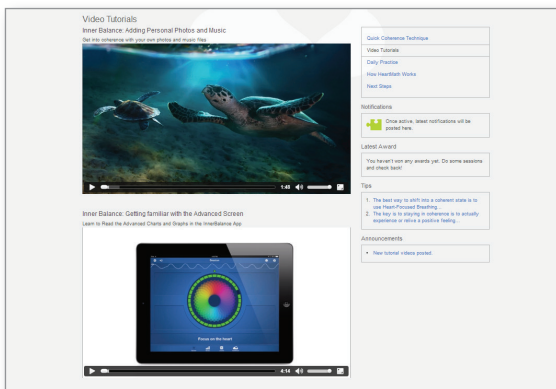 Video Tutorials
Inner Balance: Adding Personal Photos and Music
Get into coherence with your own photos and music files
1:48
Inner Balance: Getting familiar with the Advanced Screen
Learn to Read the Advanced Charts and Graphs in the InnerBalance App
Focus on the heart
4:14
Quick Coherence Technique
Video Tutorials
Daily Practice
How HeartMath Works
Next Steps
Notifications
Once active, latest notifications will be
posted here.
Latest Award
You haven't won any awards yet. Do some sessions
and check back!
Tips
1. The best way to shift into a coherent state is to
use Heart-Focused Breathing...
2. The key is to staying in coherence is to actually
experience or relive a positive feeling...
Announcements
• New tutorial videos posted